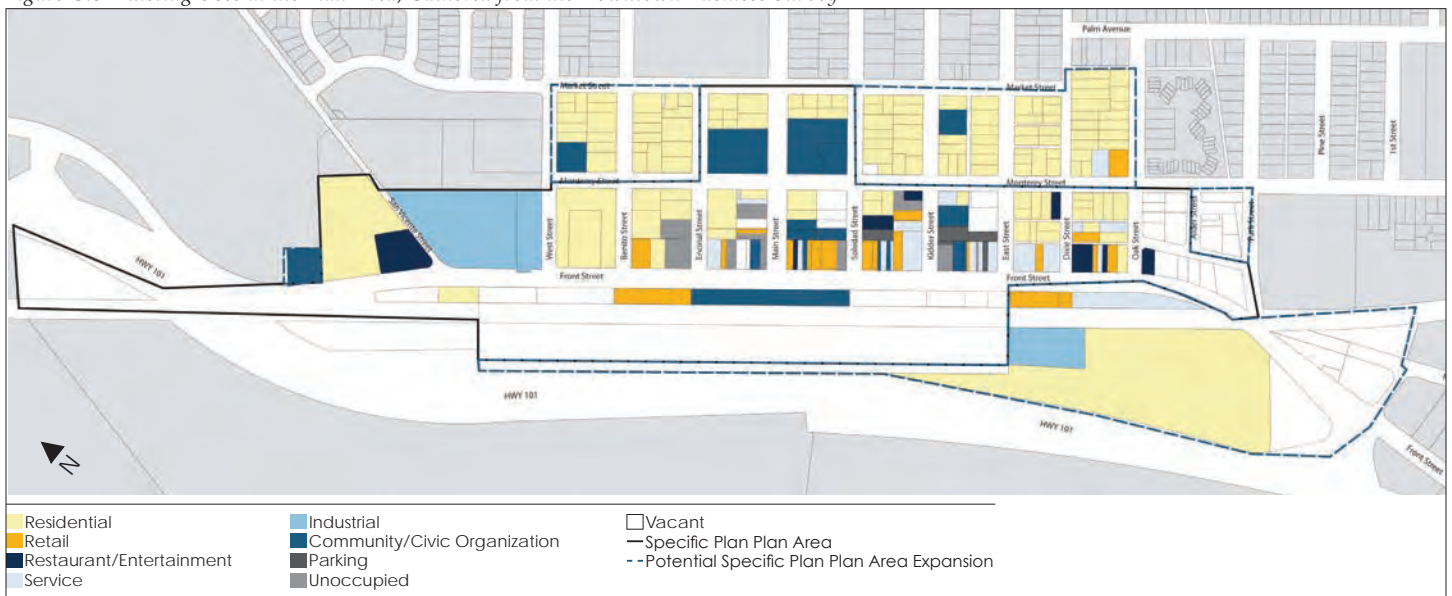 Palm Avenue
Market Street
Market Street
Pine Street
1st Street
Monterey Street
Monterey Street
San Vicente Street
West Street
Benito Street
Encinal Street
Main Street
Soledad Street
Kidder Street
East Street
Dixie Street
Oak Street
Park Street
HWY 101
Front Street
Front Street
HWY 101
HWY 101
Front Street
N
Residential
Retail
Restaurant/Entertainment
Service
Industrial
Community/Civic Organization
Parking
Unoccupied
Vacant
Specific Plan Plan Area
Potential Specific Plan Plan Area Expansion